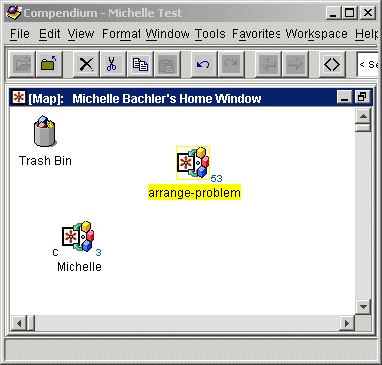 Compendium - Michelle Test
File Edit View Format Window Tools Favorites Workspace Help
[Map]: Michelle Bachler's Home Window
Trash Bin
53
arrange-problem
C 3
Michelle